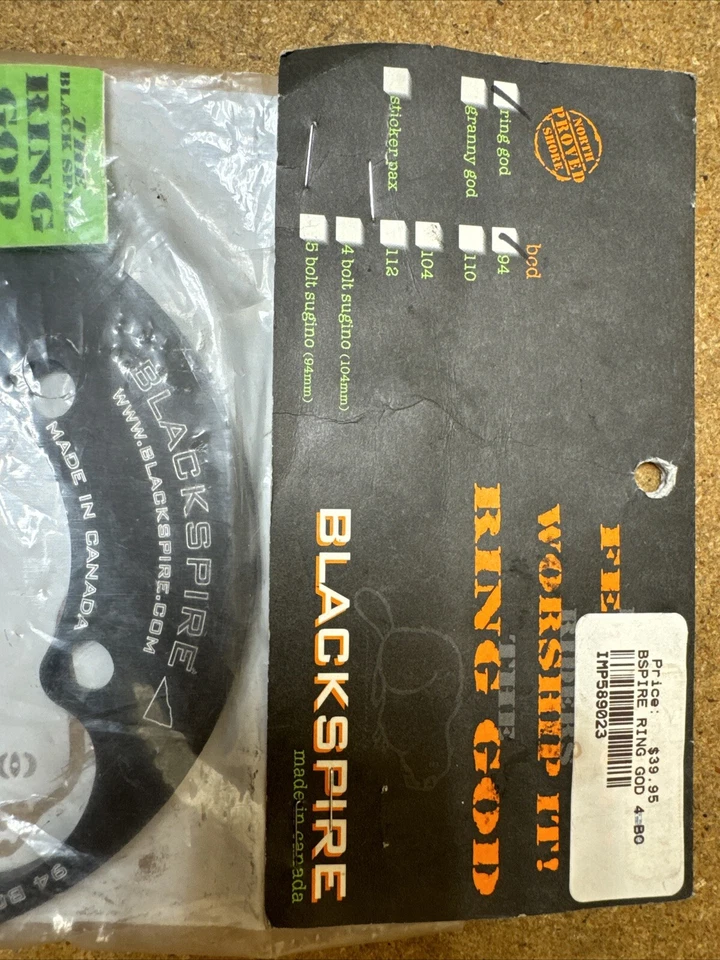 NORTH
PROVED
SHORE
ring god
granny god
sticker pax
bcd
94
110
104
112
4 bolt sugino (104mm)
5 bolt sugino (94mm)
RIDERS
WORSHIP IT!
THE
RING GOD
BLACKSPIRE
made in canada
Price: $39.95
BSPIRE RING GOD 4-BO
IMP589023
THE
RING
GOD
BLACKSPIRE
WWW.BLACKSPIRE.COM
MADE IN CANADA